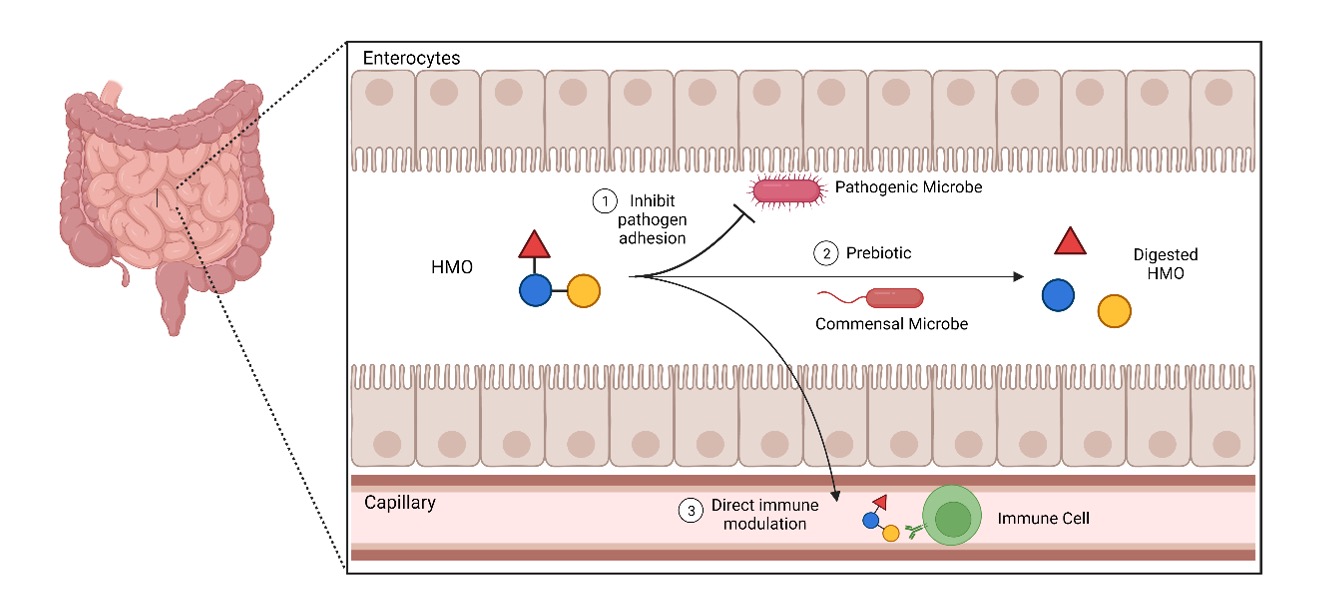 Enterocytes
1 Inhibit
pathogen
adhesion
Pathogenic Microbe
HMO
2 Prebiotic
Commensal Microbe
Digested
HMO
Capillary
3 Direct immune
modulation
Immune Cell